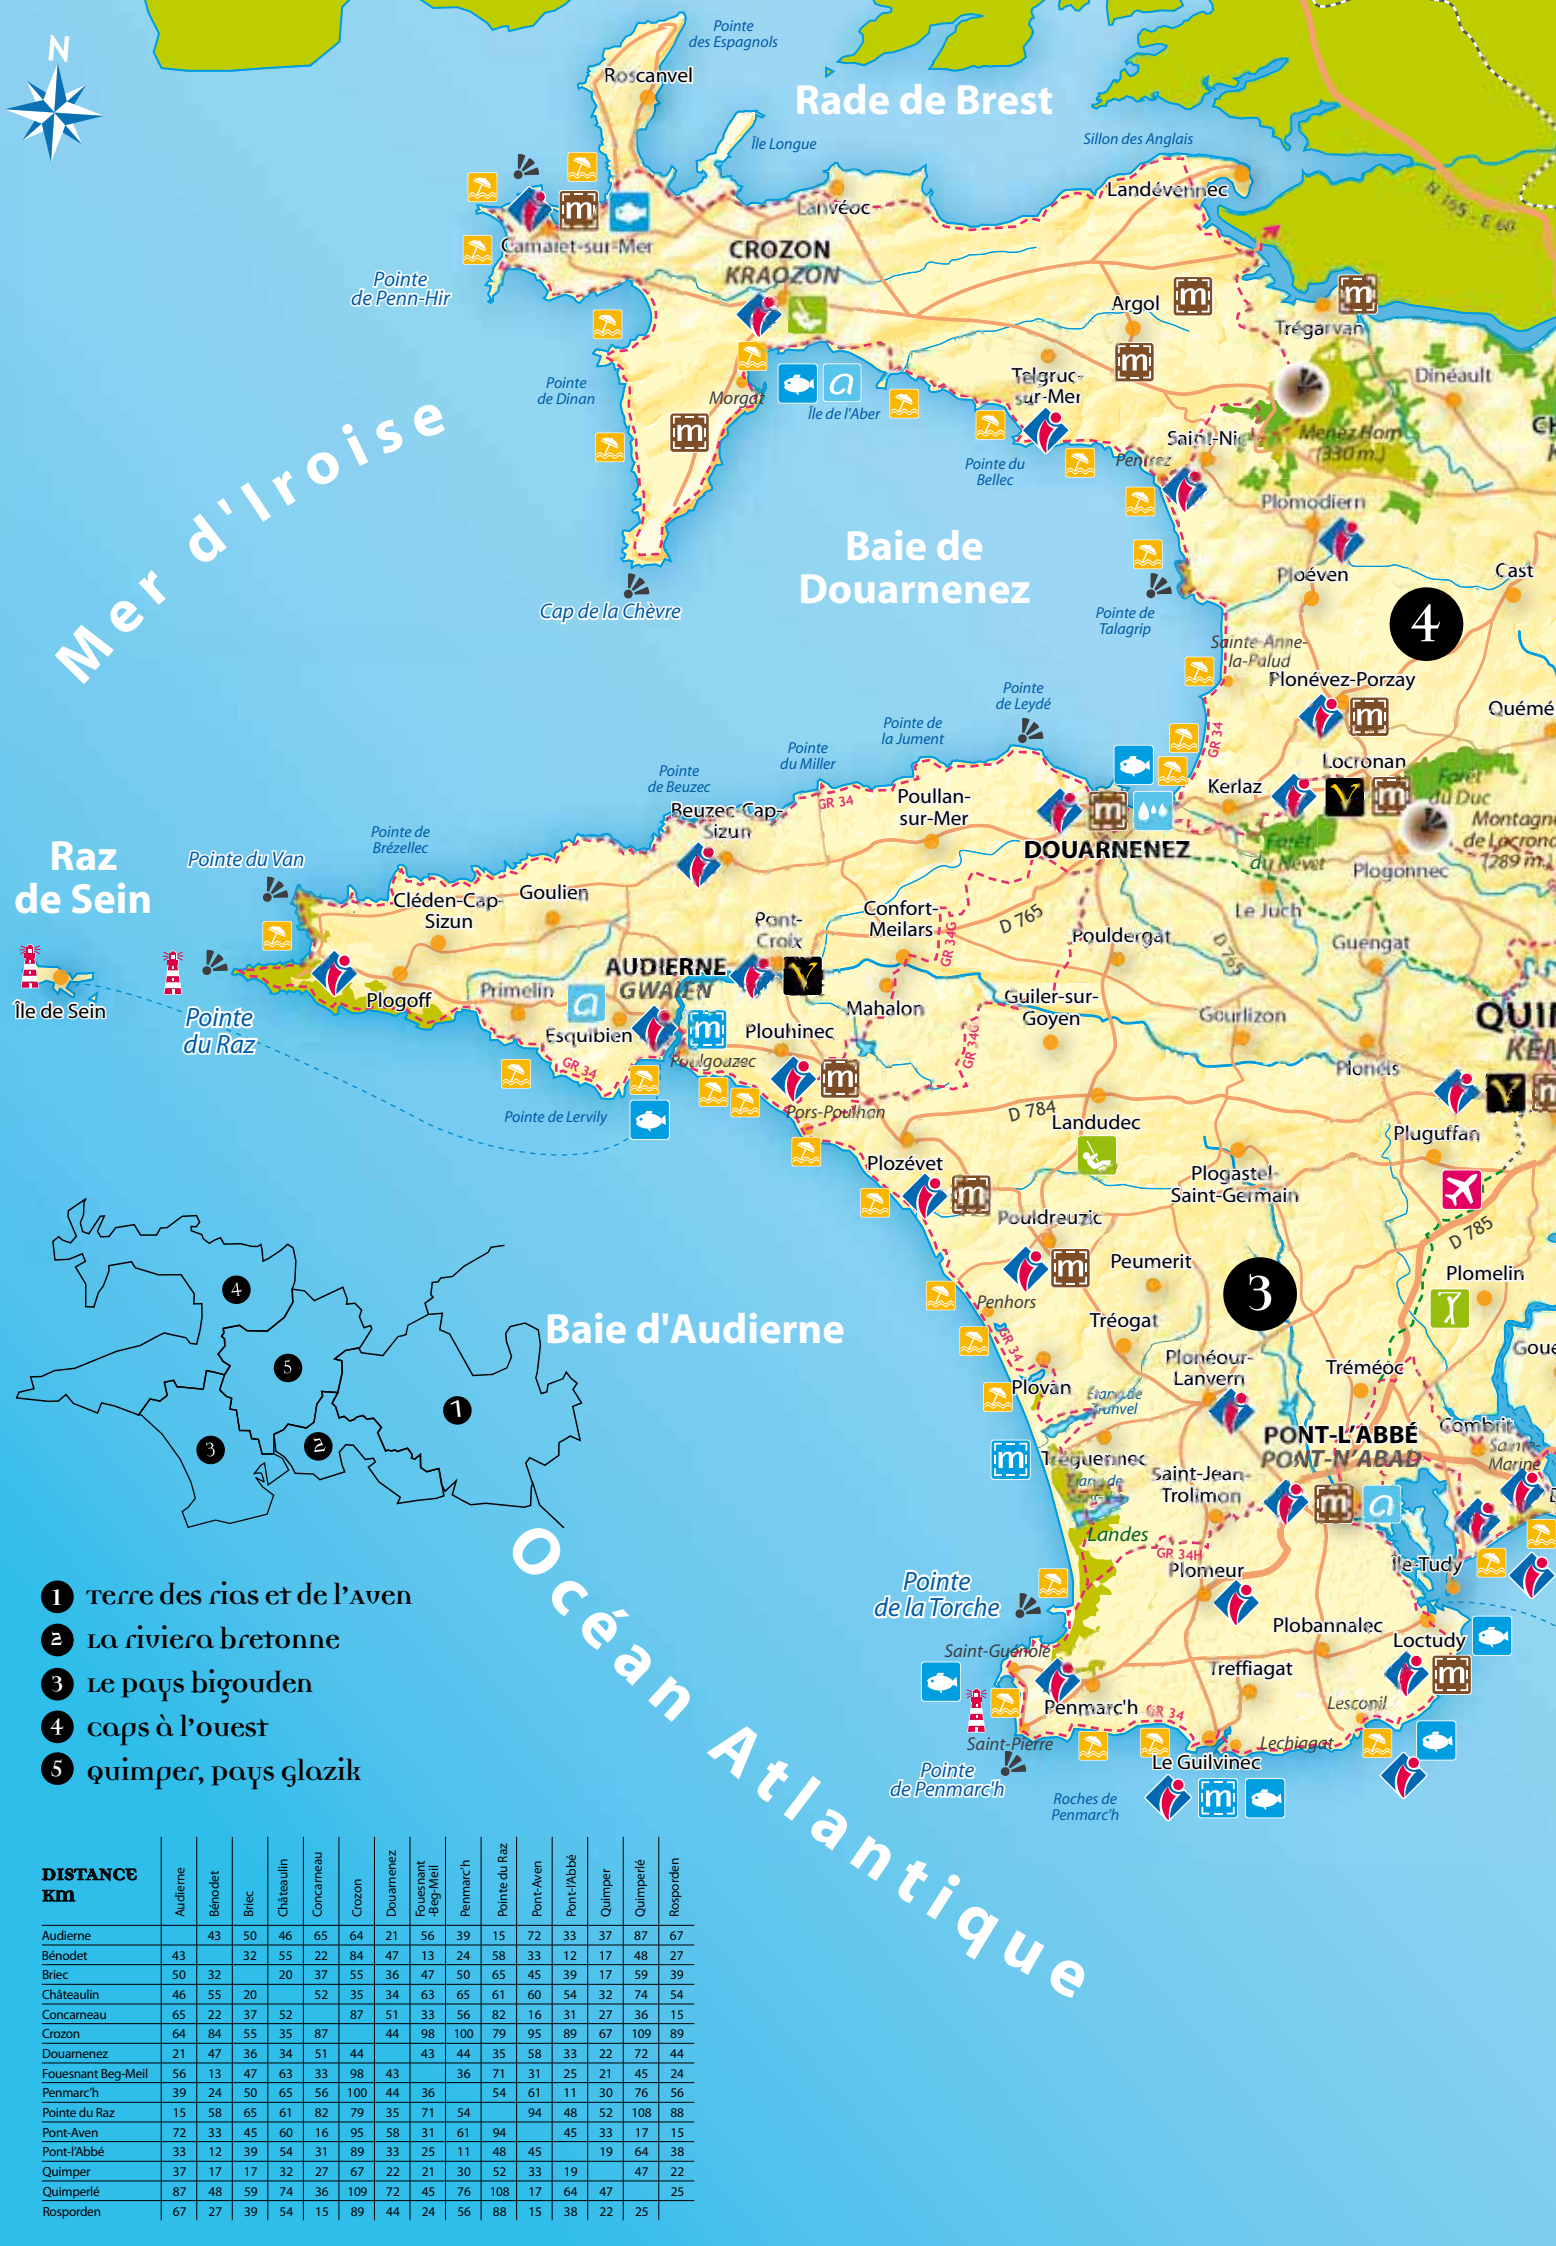 N
Pointe
des Espagnols
Roscanvel
Rade de Brest
Île Longue
Sillon des Anglais
Landévennec
Lanvéoc
N 165 - E 60
Camaret-sur-Mer
CROZON
KRAOZON
Pointe
de Penn-Hir
Argol
Trégarvan
Dinéault
Telgruc-
sur-Mer
Pointe
de Dinan
Morgat
Île de l'Aber
Saint-Nic
Menez Hom
(330 m.)
Pentrez
Pointe du
Bellec
Plomodiern
Mer d'Iroise
Baie de
Douarnenez
Ploéven
Cast
Cap de la Chèvre
Pointe de
Talagrip
4
Sainte-Anne-
la-Palud
Plonévez-Porzay
Quémé
Pointe
de Leydé
Pointe de
la Jument
Pointe
du Miller
Pointe
de Beuzec
GR 34
Locronan
Kerlaz
Forêt
du Duc
Montagne
de Locrono
(289 m.)
Beuzec-Cap-
Sizun
GR 34
Poullan-
sur-Mer
DOUARNENEZ
Forêt
du Névet
Plogonnec
Pointe de
Brézellec
Raz
de Sein
Pointe du Van
Cléden-Cap-
Sizun
Goulien
Pont-
Croix
Confort-
Meilars
GR 34G
D 765
Le Juch
Pouldergat
D 765
Guengat
Île de Sein
Pointe
du Raz
Plogoff
Primelin
AUDIERNE
GWAIEN
Esquibien
Plouhinec
Mahalon
Guiler-sur-
Goyen
Gourlizon
QUIM
KEM
GR 34
Poulgoazec
GR 34G
Plonéis
Pointe de Lervily
Pors-Poulhan
D 784
Landudec
Pluguffan
Plozévet
Plogastel-
Saint-Germain
Pouldreuzic
D 785
Peumerit
Plomelin
3
Penhors
Tréogat
GR 34
Baie d'Audierne
Plonéour-
Lanvern
Tréméoc
Goue
Plovan
Étang de
Trunvel
PONT-L'ABBÉ
PONT-N'ABAD
Combrit
Sainte-
Marine
Tréguennec
Saint-Jean-
Trolimon
Landes
GR 34H
Plomeur
Île-Tudy
Pointe
de la Torche
Plobannalec
Loctudy
Saint-Guénolé
Treffiagat
Penmarc'h
GR 34
Lesconil
Saint-Pierre
Lechiagat
Le Guilvinec
Pointe
de Penmarc'h
Roches de
Penmarc'h
Océan Atlantique
4
5
1
3
2
1 Terre des rias et de l'Aven
2 La riviera bretonne
3 Le pays bigouden
4 caps à l'ouest
5 quimper, pays glazik
DISTANCE
KM
Audierne Bénodet Briec Châteaulin Concarneau Crozon Douarnenez Fouesnant -Beg-Meil Penmarc'h Pointe du Raz Pont-Aven Pont-l'Abbé Quimper Quimperlé Rosporden
Audierne 43 50 46 65 64 21 56 39 15 72 33 37 87 67
Bénodet 43 32 55 22 84 47 13 24 58 33 12 17 48 27
Briec 50 32 20 37 55 36 47 50 65 45 39 17 59 39
Châteaulin 46 55 20 52 35 34 63 65 61 60 54 32 74 54
Concarneau 65 22 37 52 87 51 33 56 82 16 31 27 36 15
Crozon 64 84 55 35 87 44 98 100 79 95 89 67 109 89
Douarnenez 21 47 36 34 51 44 43 44 35 58 33 22 72 44
Fouesnant Beg-Meil 56 13 47 63 33 98 43 36 71 31 25 21 45 24
Penmarc'h 39 24 50 65 56 100 44 36 54 61 11 30 76 56
Pointe du Raz 15 58 65 61 82 79 35 71 54 94 48 52 108 88
Pont-Aven 72 33 45 60 16 95 58 31 61 94 45 33 17 15
Pont-l'Abbé 33 12 39 54 31 89 33 25 11 48 45 19 64 38
Quimper 37 17 17 32 27 67 22 21 30 52 33 19 47 22
Quimperlé 87 48 59 74 36 109 72 45 76 108 17 64 47 25
Rosporden 67 27 39 54 15 89 44 24 56 88 15 38 22 25